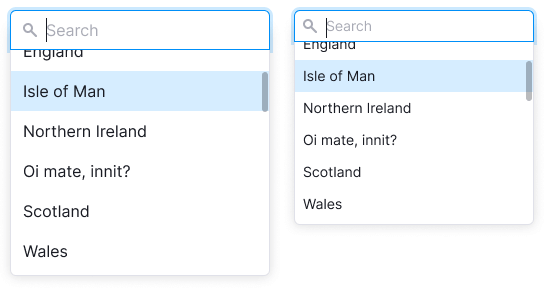 Search
England
Isle of Man
Northern Ireland
Oi mate, innit?
Scotland
Wales
Search
England
Isle of Man
Northern Ireland
Oi mate, innit?
Scotland
Wales